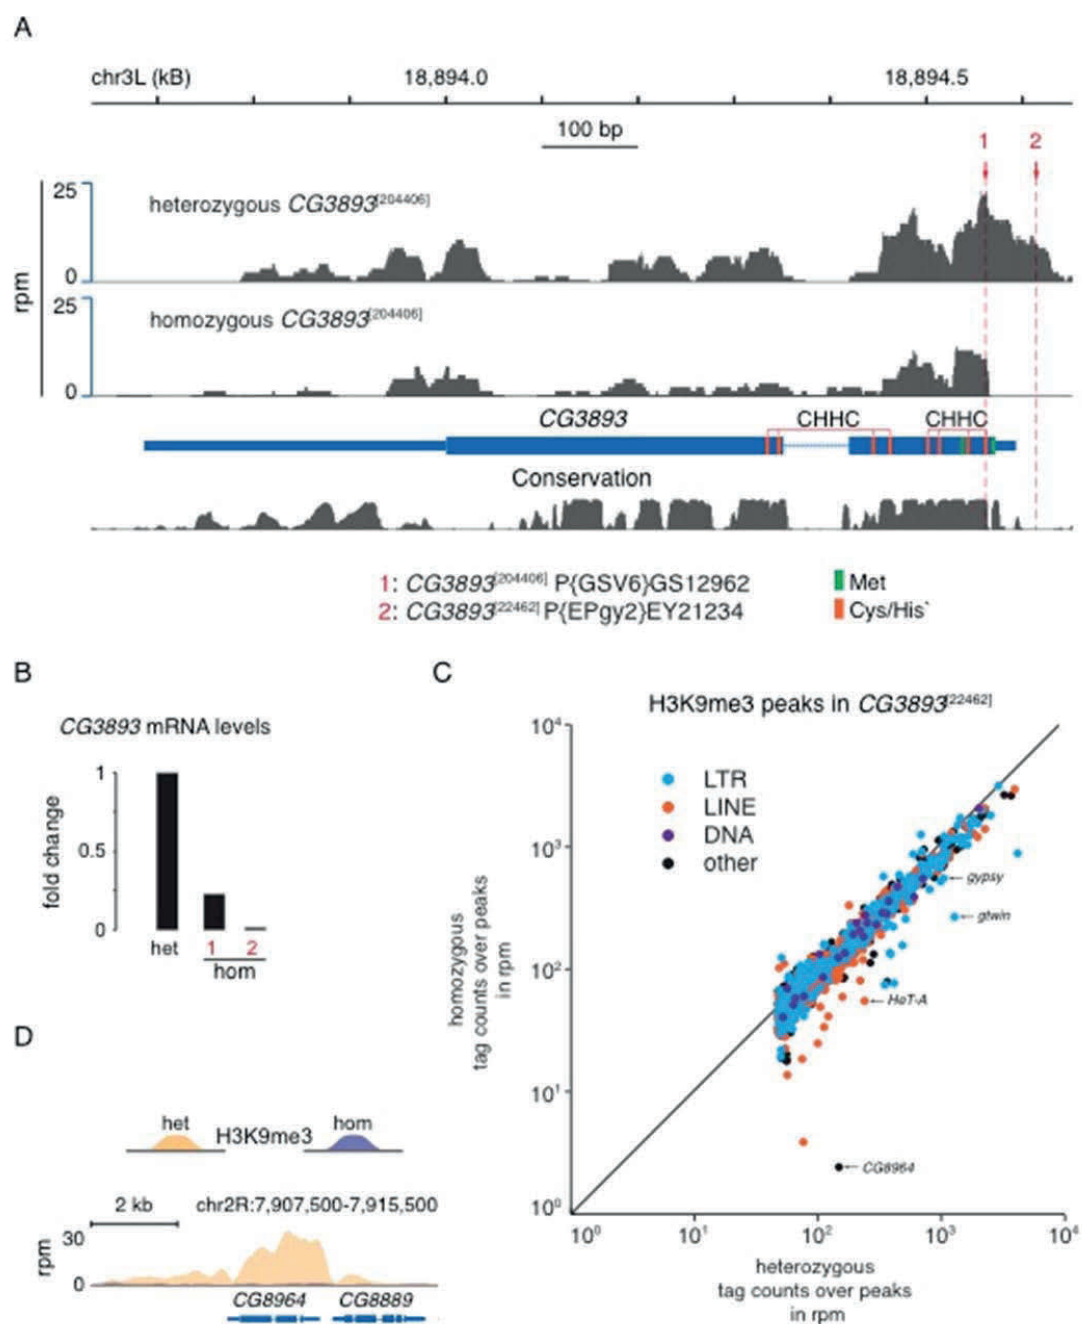 A
chr3L (kB)
18,894.0
18,894.5
100 bp
1
2
25
heterozygous CG3893[204406]
0
rpm
25
homozygous CG3893[204406]
0
CG3893
CHHC
CHHC
Conservation
1: CG3893[204406] P{GSV6}GS12962
2: CG3893[22462] P{EPgy2}EY21234
Met
Cys/His`
B
CG3893 mRNA levels
fold change
1
0.5
0
het
1
2
hom
C
H3K9me3 peaks in CG3893[22462]
LTR
LINE
DNA
other
homozygous
tag counts over peaks
in rpm
10⁴
10³
10²
10¹
10⁰
gypsy
gtwin
HeT-A
CG8964
10⁰
10¹
10²
10³
10⁴
heterozygous
tag counts over peaks
in rpm
D
het
H3K9me3
hom
2 kb
chr2R:7,907,500-7,915,500
rpm
30
0
CG8964
CG8889